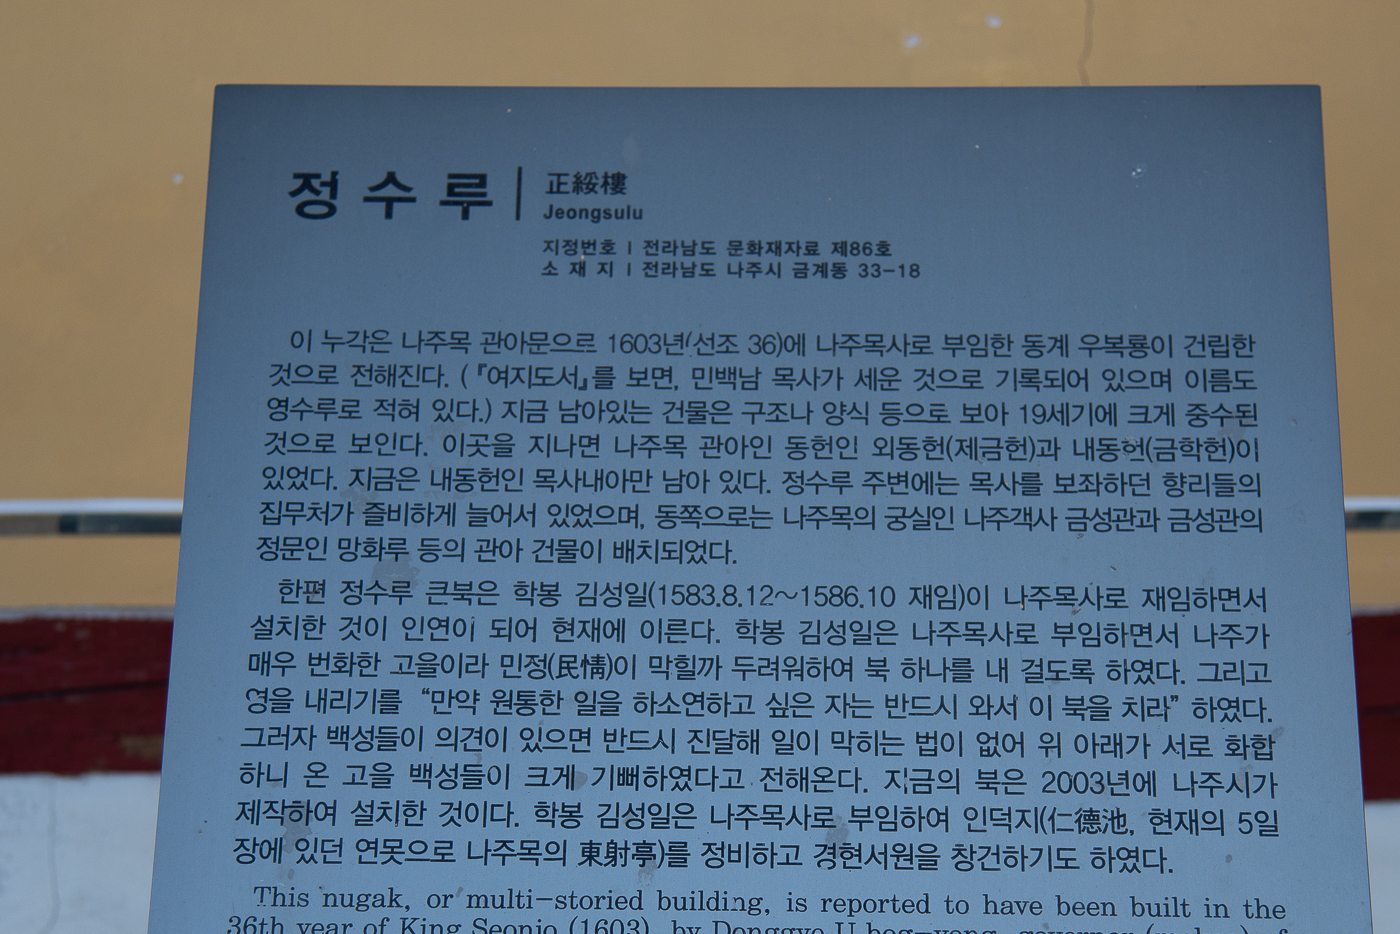 정수루
正綏樓
Jeongsulu
지정번호 | 전라남도 문화재자료 제86호
소 재 지 | 전라남도 나주시 금계동 33-18
이 누각은 나주목 관아문으르 1603년(선조 36)에 나주목사로 부임한 동계 우복룡이 건립한
것으로 전해진다. (『여지도서』를 보면, 민백남 목사가 세운 것으로 기록되어 있으며 이름도
영수루로 적혀 있다.) 지금 남아있는 건물은 구조나 양식 등으로 보아 19세기에 크게 중수된
것으로 보인다. 이곳을 지나면 나주목 관아인 동헌인 외동헌(제금헌)과 내동헌(금학헌)이
있었다. 지금은 내동헌인 목사내아만 남아 있다. 정수루 주변에는 목사를 보좌하던 향리들의
집무처가 즐비하게 늘어서 있었으며, 동쪽으로는 나주목의 궁실인 나주객사 금성관과 금성관의
정문인 망화루 등의 관아 건물이 배치되었다.
한편 정수루 큰북은 학봉 김성일(1583.8.12~1586.10 재임)이 나주목사로 재임하면서
설치한 것이 인연이 되어 현재에 이른다. 학봉 김성일은 나주목사로 부임하면서 나주가
매우 번화한 고을이라 민정(民情)이 막힐까 두려워하여 북 하나를 내 걸도록 하였다. 그리고
영을 내리기를 “만약 원통한 일을 하소연하고 싶은 자는 반드시 와서 이 북을 치라” 하였다.
그러자 백성들이 의견이 있으면 반드시 진달해 일이 막히는 법이 없어 위 아래가 서로 화합
하니 온 고을 백성들이 크게 기뻐하였다고 전해온다. 지금의 북은 2003년에 나주시가
제작하여 설치한 것이다. 학봉 김성일은 나주목사로 부임하여 인덕지(仁德池, 현재의 5일
장에 있던 연못으로 나주목의 東射亭)를 정비하고 경현서원을 창건하기도 하였다.
This nugak, or multi-storied building, is reported to have been built in the
36th year of King Seonjo (1603), by Donggye U bog-yong, governor